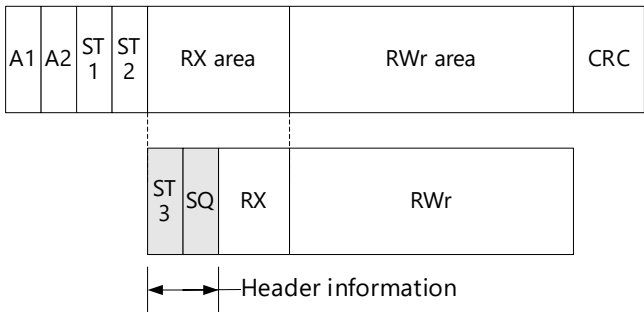 A1 A2 ST 1 ST 2 RX area RWr area CRC
ST 3 SQ RX RWr
Header information